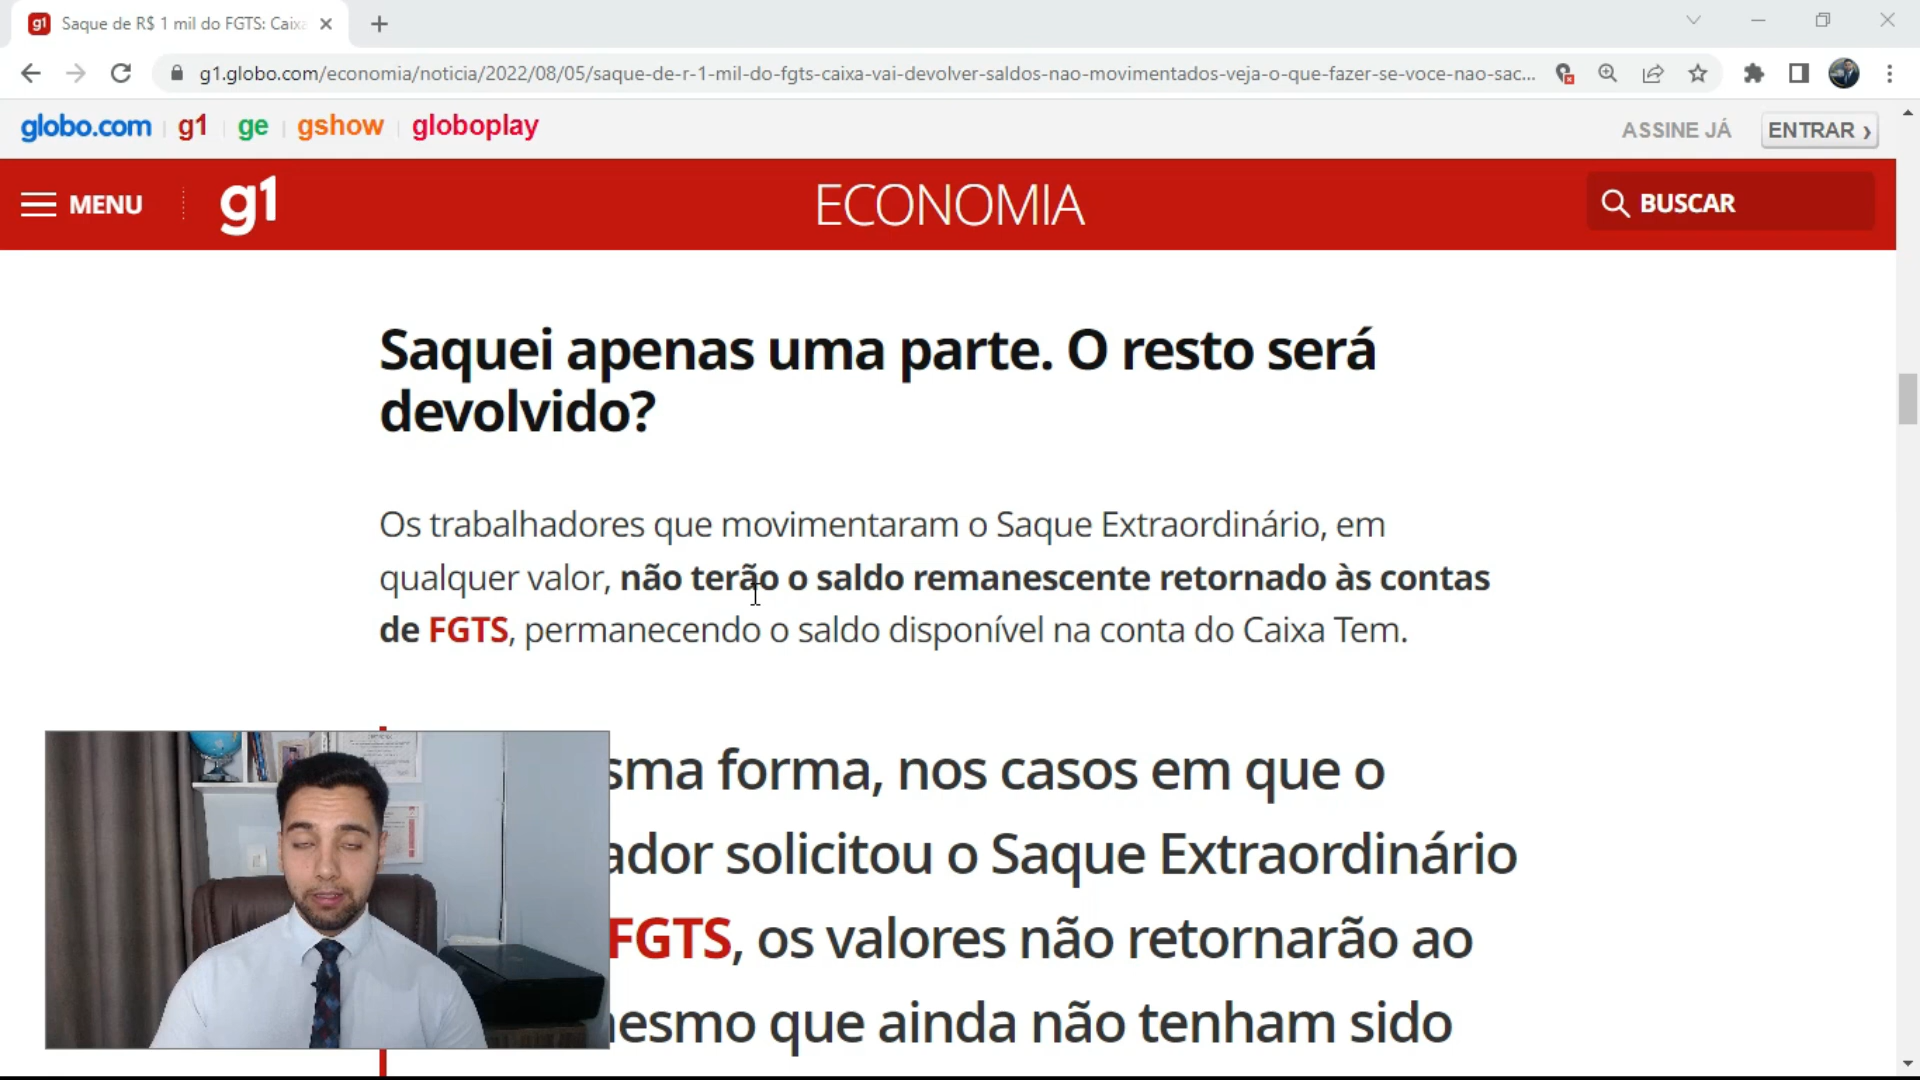 Saque de R$ 1 mil do FGTS: Caixa
g1.globo.com/economia/noticia/2022/08/05/saque-de-r-1-mil-do-fgts-caixa-vai-devolver-saldos-nao-movimentados-veja-o-que-fazer-se-voce-nao-sac...
globo.com g1 ge gshow globoplay ASSINE JÁ ENTRAR ›
MENU g1 ECONOMIA BUSCAR
Saquei apenas uma parte. O resto será
devolvido?
Os trabalhadores que movimentaram o Saque Extraordinário, em
qualquer valor, não terão o saldo remanescente retornado às contas
de FGTS, permanecendo o saldo disponível na conta do Caixa Tem.
sma forma, nos casos em que o
ador solicitou o Saque Extraordinário
FGTS, os valores não retornarão ao
esmo que ainda não tenham sido